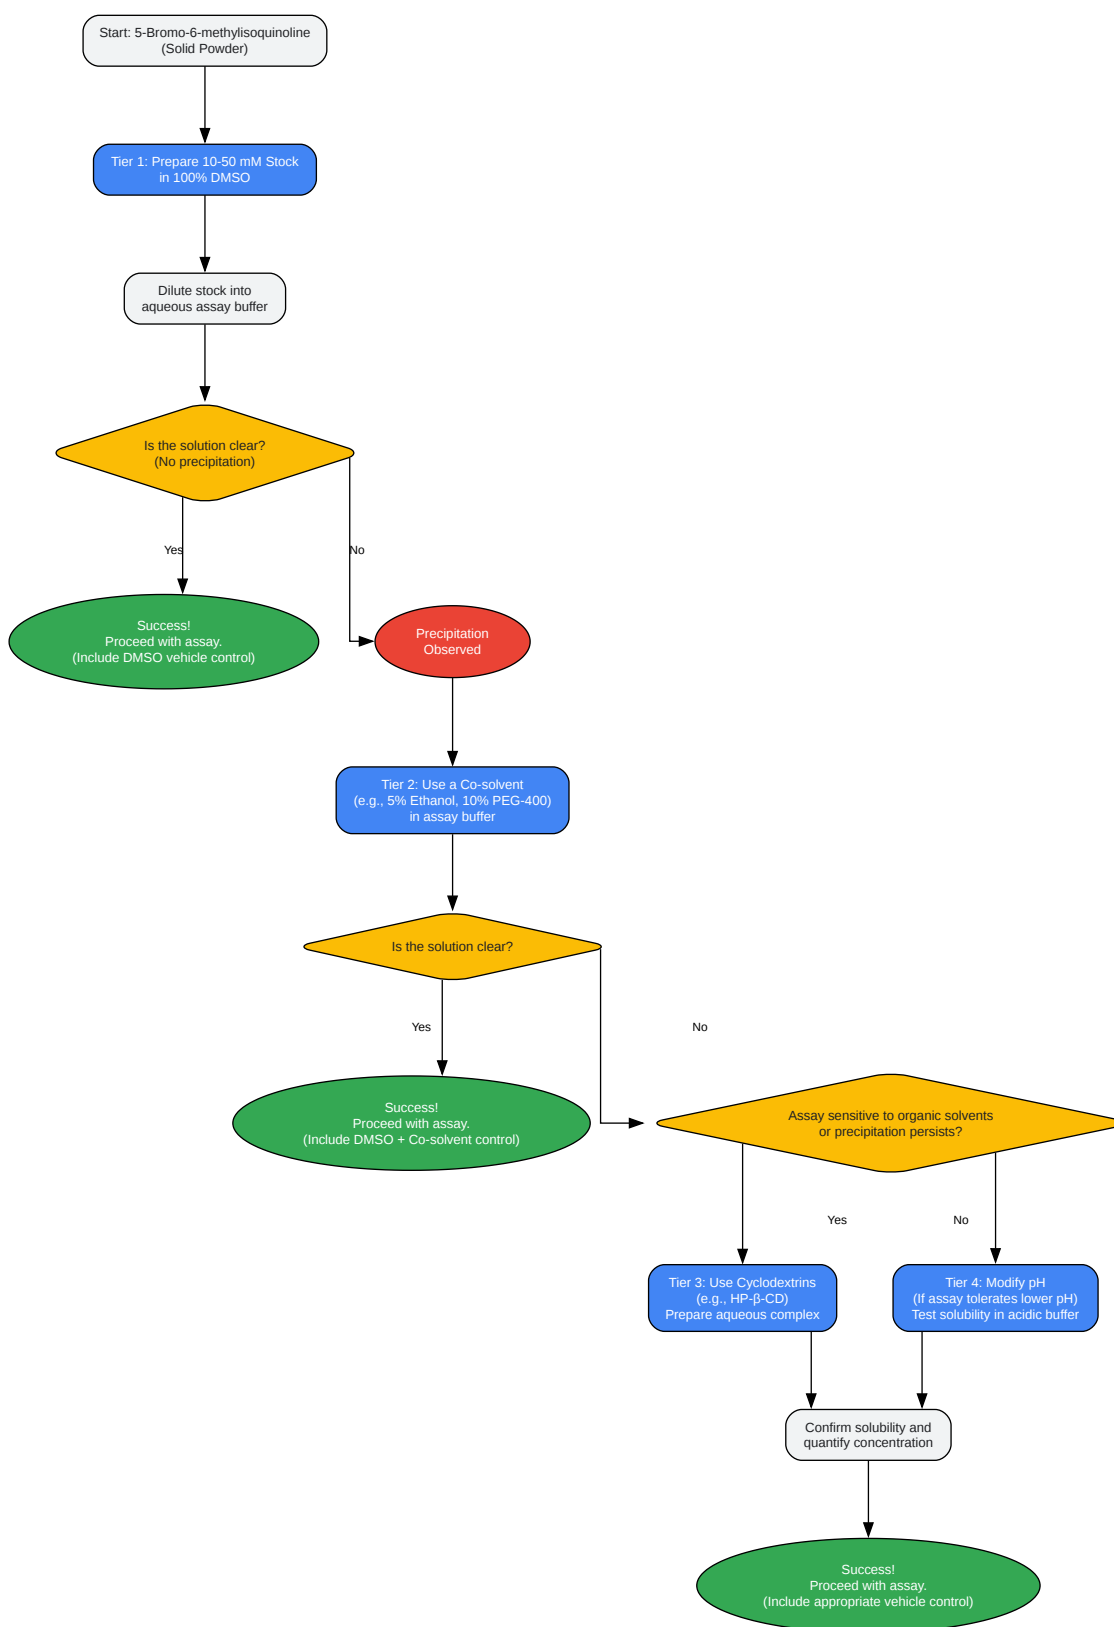 Start: 5-Bromo-6-methylisoquinoline
(Solid Powder)
Tier 1: Prepare 10-50 mM Stock
in 100% DMSO
Dilute stock into
aqueous assay buffer
Is the solution clear?
(No precipitation)
Yes
No
Success!
Proceed with assay.
(Include DMSO vehicle control)
Precipitation
Observed
Tier 2: Use a Co-solvent
(e.g., 5% Ethanol, 10% PEG-400)
in assay buffer
Is the solution clear?
Yes
No
Success!
Proceed with assay.
(Include DMSO + Co-solvent control)
Assay sensitive to organic solvents
or precipitation persists?
Yes
No
Tier 3: Use Cyclodextrins
(e.g., HP-β-CD)
Prepare aqueous complex
Tier 4: Modify pH
(If assay tolerates lower pH)
Test solubility in acidic buffer
Confirm solubility and
quantify concentration
Success!
Proceed with assay.
(Include appropriate vehicle control)